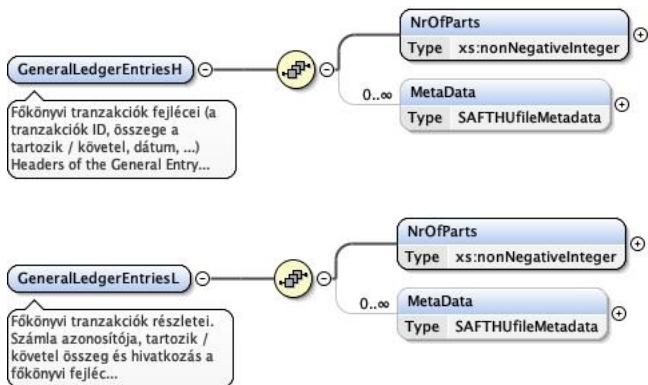 NrOfParts
Type xs:nonNegativeInteger
GeneralLedgerEntriesH
0..∞
MetaData
Type SAFTHUfileMetadata
Főkönyvi tranzakciók fejlécei (a
tranzakciók ID, összege a
tartozik / követel, dátum, ...)
Headers of the General Entry...
NrOfParts
Type xs:nonNegativeInteger
GeneralLedgerEntriesL
0..∞
MetaData
Type SAFTHUfileMetadata
Főkönyvi tranzakciók részletei.
Számla azonosítója, tartozik /
követel összeg és hivatkozás a
főkönyvi fejléc...